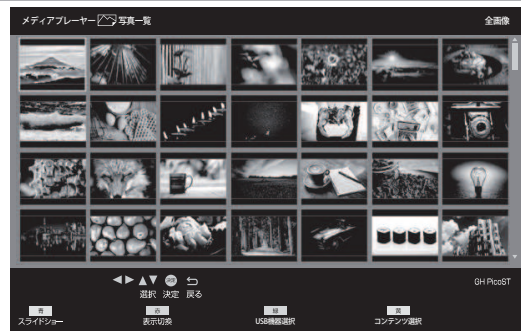 メディアプレーヤー 写真一覧 全画像
決定
選択 決定 戻る
GH PicoST
青 赤 緑 黄
スライドショー 表示切換 USB機器選択 コンテンツ選択